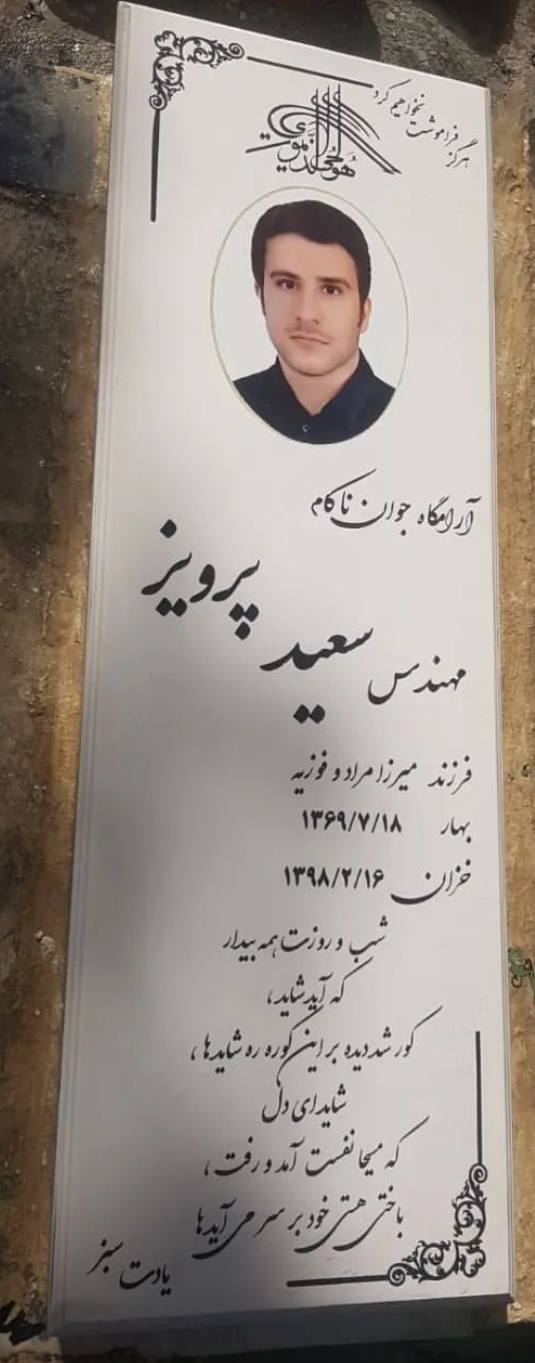 هرگز فراموشت نخواهیم کرد
هو الحی الذی لا یموت
آرامگاه جوان ناکام
پرویز
مهندس سعید
فرزند میرزا مراد و فوزیه
بهار ۱۳۶۹/۷/۱۸
خزان ۱۳۹۸/۲/۱۶
شب و روزت همه بیدار
که آید شاید،
کور شد دیده بر این کوره ره شایدها،
شاید ای دل
که مسیحا نفست آمد و رفت،
باختی هستی خود بر سر می آیدها
یادت سبز